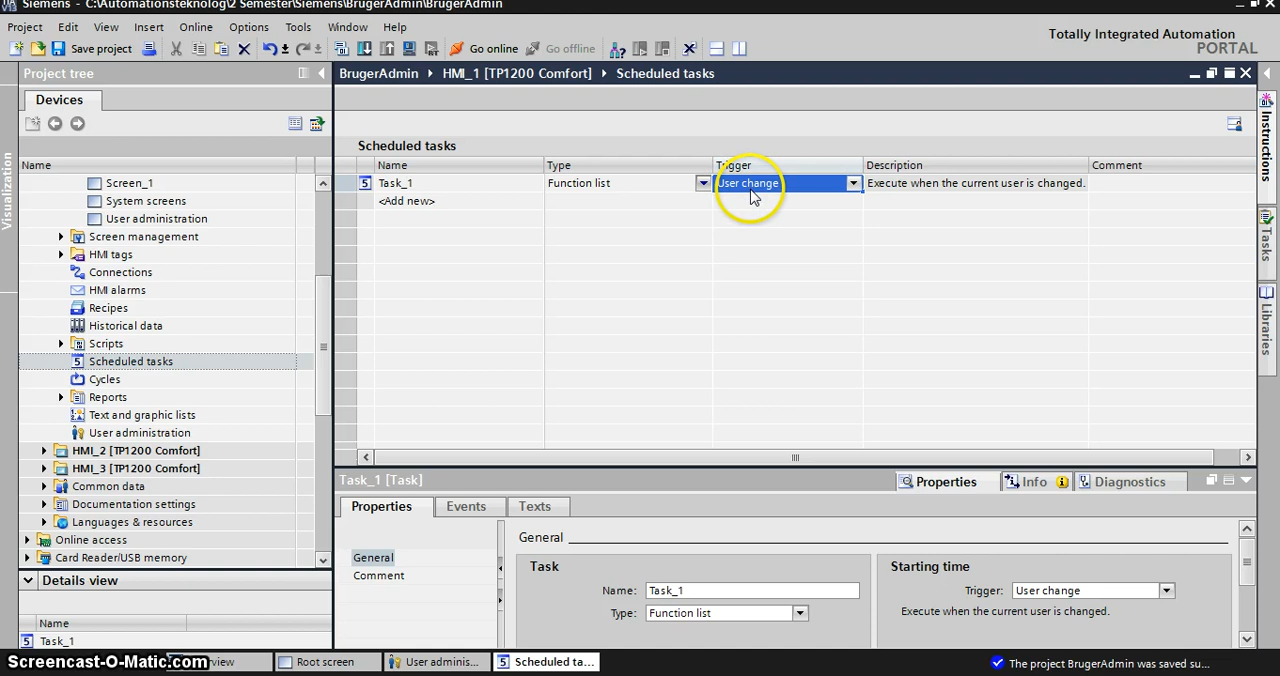 Siemens - C:\Automationsteknolog\2 Semester\Siemens\BrugerAdmin\BrugerAdmin
Project Edit View Insert Online Options Tools Window Help
Totally Integrated Automation
PORTAL
Save project Go online Go offline
Project tree
BrugerAdmin HMI_1 [TP1200 Comfort] Scheduled tasks
Devices
Visualization
Name
Screen_1
System screens
User administration
Screen management
HMI tags
Connections
HMI alarms
Recipes
Historical data
Scripts
Scheduled tasks
Cycles
Reports
Text and graphic lists
User administration
HMI_2 [TP1200 Comfort]
HMI_3 [TP1200 Comfort]
Common data
Documentation settings
Languages & resources
Online access
Card Reader/USB memory
Details view
Name
Task_1
Scheduled tasks
Name Type Trigger Description Comment
Task_1 Function list User change Execute when the current user is changed.
<Add new>
Instructions
Tasks
Libraries
Task_1 [Task]
Properties Info Diagnostics
Properties Events Texts
General
Comment
General
Task
Name: Task_1
Type: Function list
Starting time
Trigger: User change
Execute when the current user is changed.
Screencast-O-Matic.com
Root screen
User adminis...
Scheduled ta...
The project BrugerAdmin was saved su...